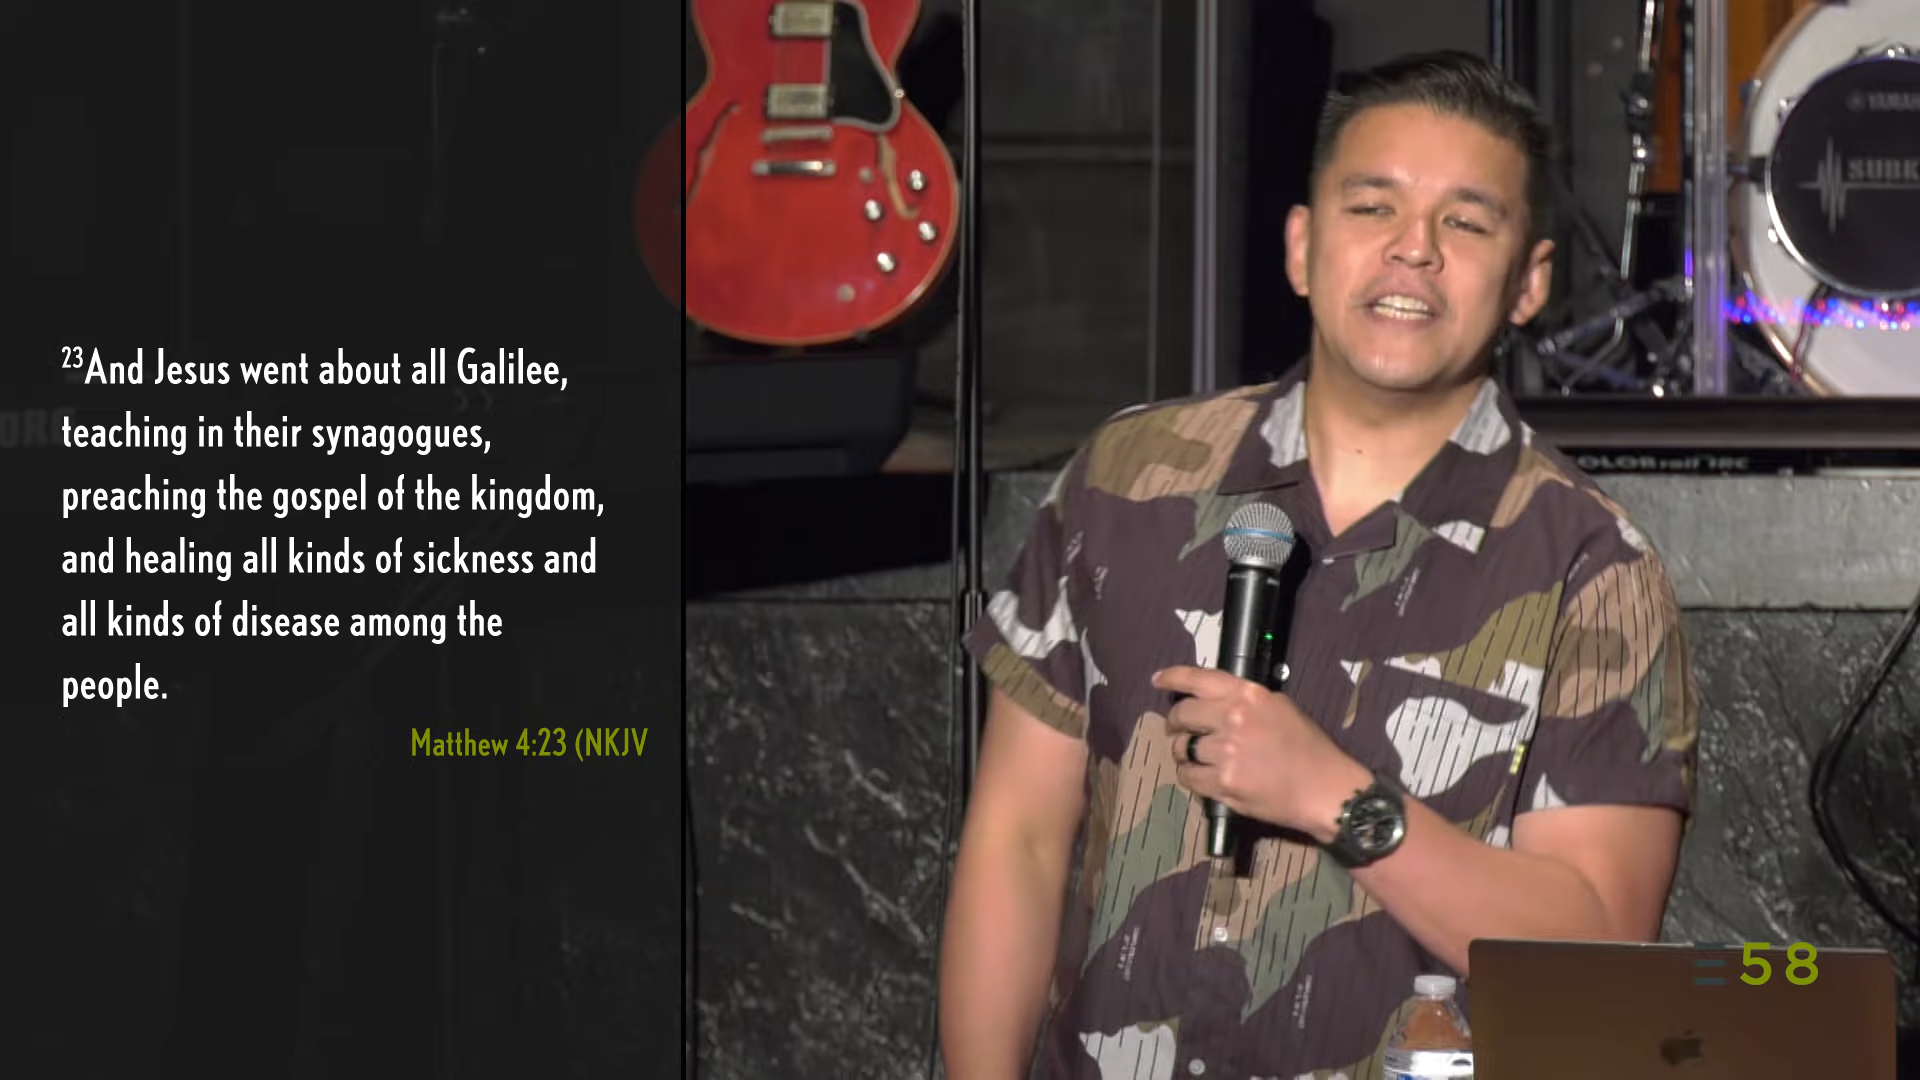 23And Jesus went about all Galilee,
teaching in their synagogues,
preaching the gospel of the kingdom,
and healing all kinds of sickness and
all kinds of disease among the
people.
Matthew 4:23 (NKJV
YAMAHA
58